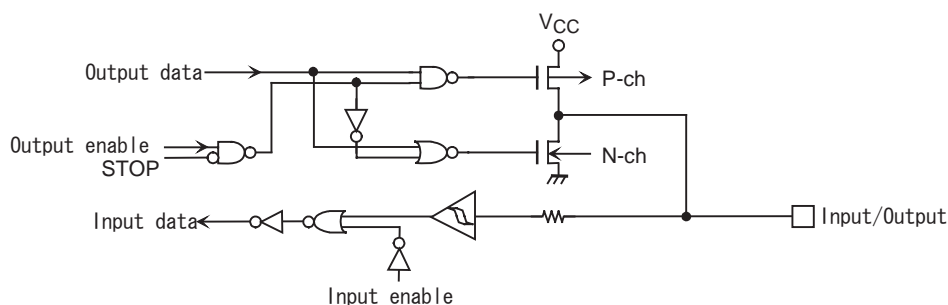 VCC
Output data
P-ch
Output enable
STOP
N-ch
Input data
Input/Output
Input enable